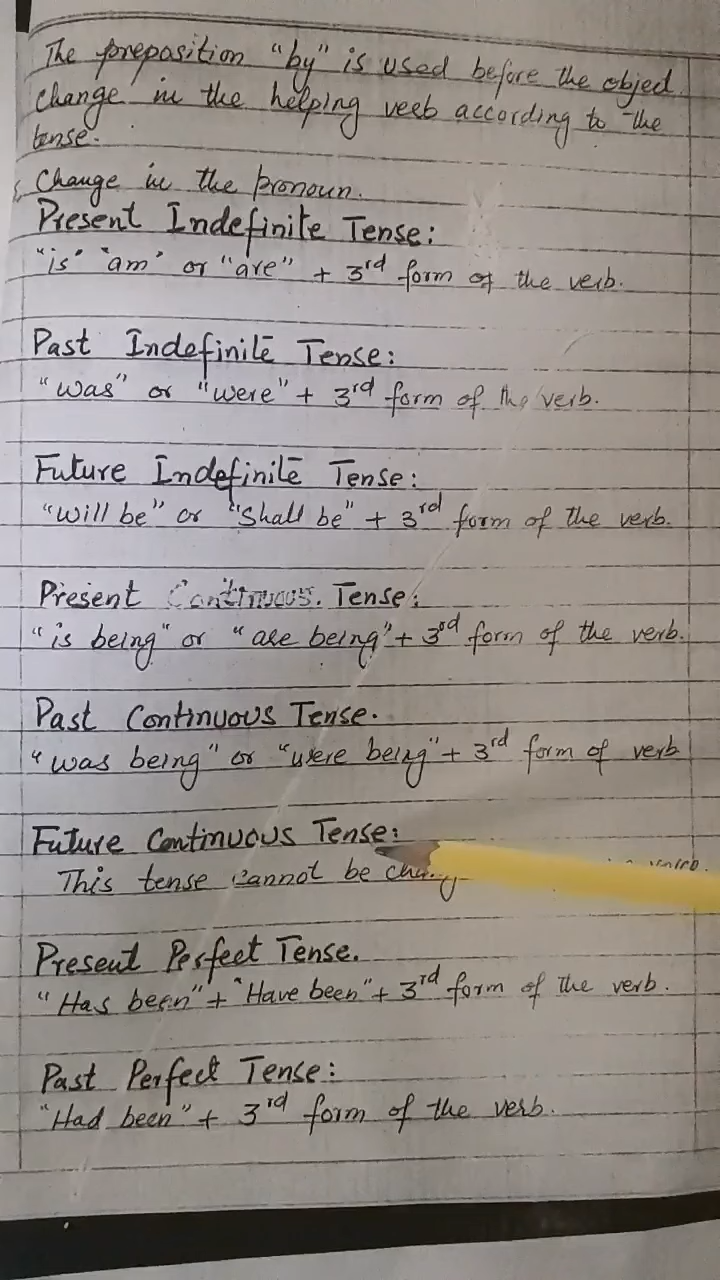 The preposition "by" is used before the object.
Change in the helping verb according to the
tense.
Change in the pronoun.
Present Indefinite Tense:
"is" "am" or "are" + 3rd form of the verb.
Past Indefinite Tense:
"was" or "were" + 3rd form of the verb.
Future Indefinite Tense:
"Will be" or "Shall be" + 3rd form of the verb.
Present Continuous. Tense:
"is being" or "are being" + 3rd form of the verb.
Past Continuous Tense.
"was being" or "were being" + 3rd form of verb
Future Continuous Tense:
This tense cannot be
Present Perfect Tense.
"Has been" + "Have been" + 3rd form of the verb.
Past Perfect Tense:
"Had been" + 3rd form of the verb.